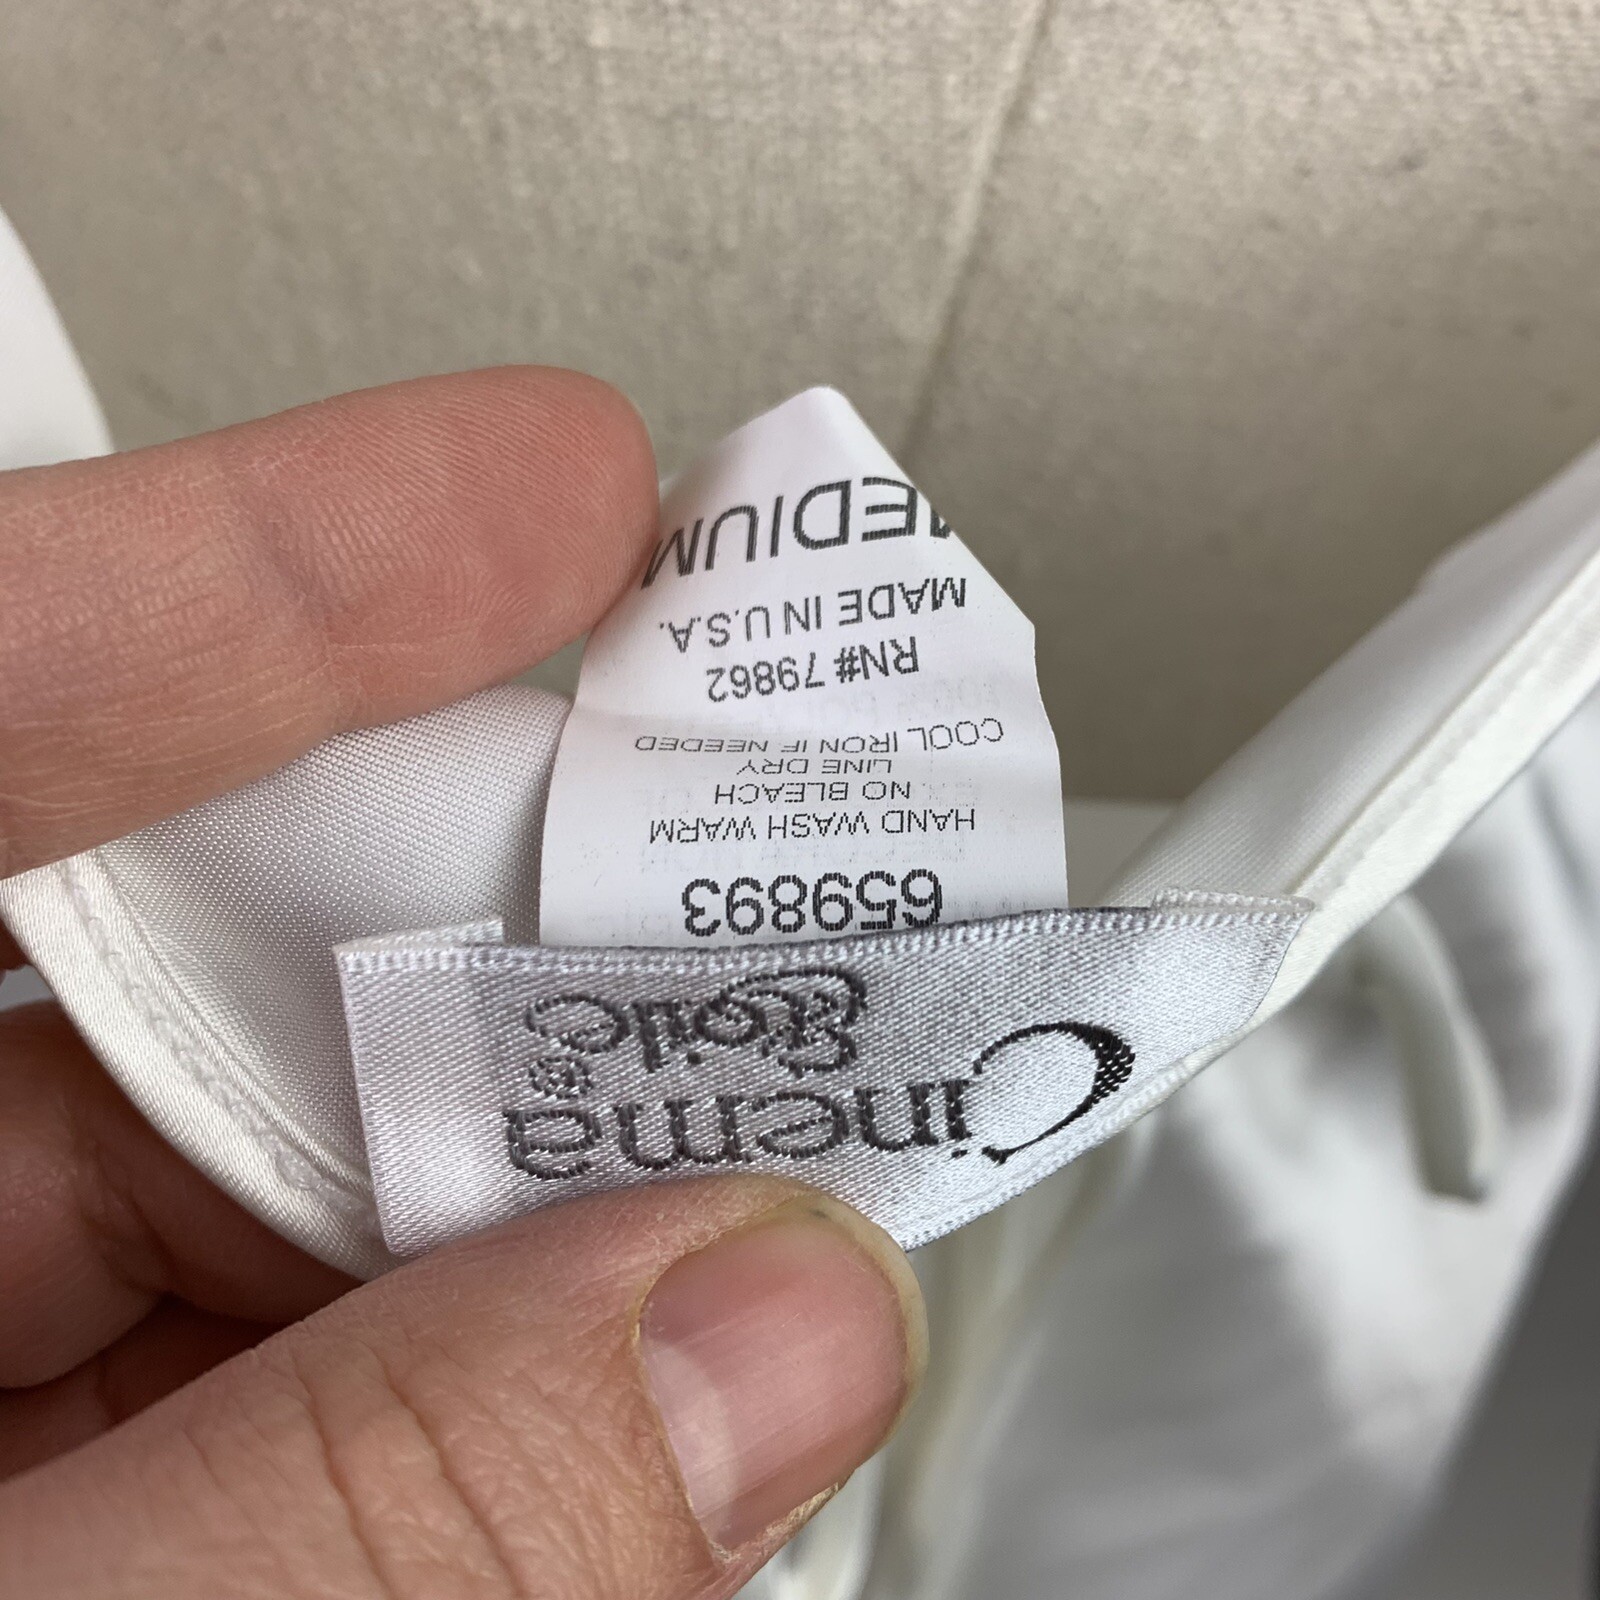 Cinema
Etoile®
659893
HAND WASH WARM
NO BLEACH
LINE DRY
COOL IRON IF NEEDED
RN# 79862
MADE IN U.S.A.
MEDIUM